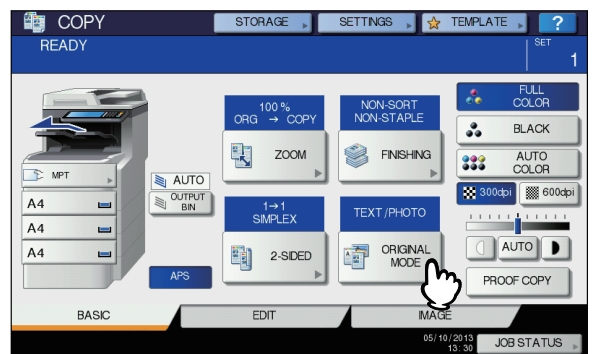 COPY
STORAGE
SETTINGS
TEMPLATE
?
READY
SET
1
100 %
ORG → COPY
ZOOM
NON-SORT
NON-STAPLE
FINISHING
FULL
COLOR
BLACK
AUTO
COLOR
300dpi
600dpi
MPT
A4
A4
A4
AUTO
OUTPUT
BIN
APS
1→1
SIMPLEX
2-SIDED
TEXT/PHOTO
ORIGINAL
MODE
AUTO
PROOF COPY
BASIC
EDIT
IMAGE
05/10/2013
13:30
JOB STATUS